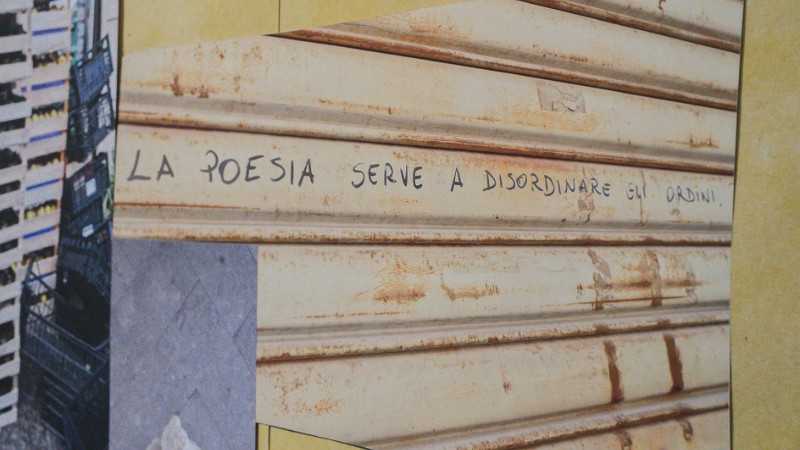 LA POESIA SERVE A DISORDINARE GLI ORDINI.